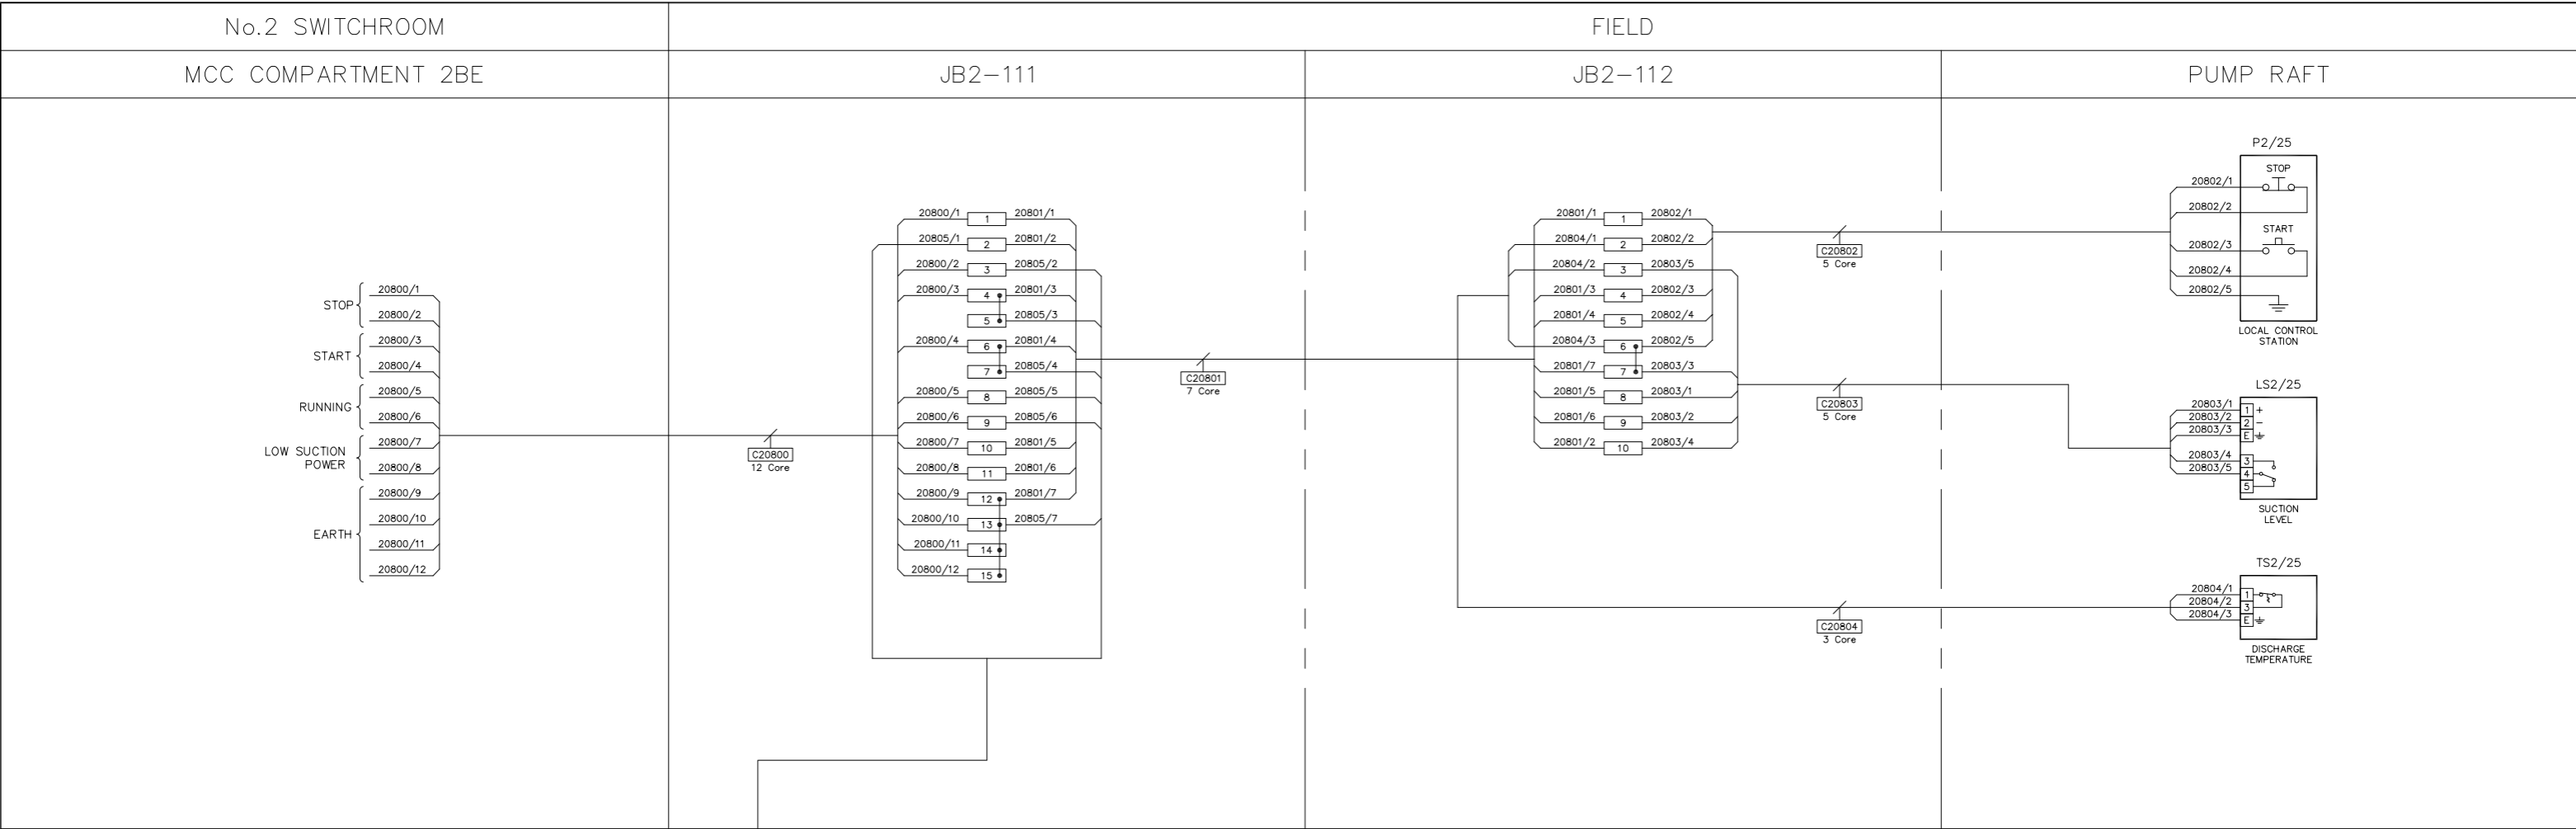 No.2 SWITCHROOM
FIELD
MCC COMPARTMENT 2BE
JB2-111
JB2-112
PUMP RAFT
STOP
20800/1
20800/2
START
20800/3
20800/4
RUNNING
20800/5
20800/6
LOW SUCTION
POWER
20800/7
20800/8
EARTH
20800/9
20800/10
20800/11
20800/12
C20800
12 Core
20800/1 1 20801/1
20805/1 2 20801/2
20800/2 3 20805/2
20800/3 4 20801/3
5 20805/3
20800/4 6 20801/4
7 20805/4
20800/5 8 20805/5
20800/6 9 20805/6
20800/7 10 20801/5
20800/8 11 20801/6
20800/9 12 20801/7
20800/10 13 20805/7
20800/11 14
20800/12 15
C20801
7 Core
20801/1 1 20802/1
20804/1 2 20802/2
20804/2 3 20803/5
20801/3 4 20802/3
20801/4 5 20802/4
20804/3 6 20802/5
20801/7 7 20803/3
20801/5 8 20803/1
20801/6 9 20803/2
20801/2 10 20803/4
C20802
5 Core
C20803
5 Core
C20804
3 Core
P2/25
STOP
20802/1
20802/2
START
20802/3
20802/4
20802/5
LOCAL CONTROL
STATION
LS2/25
20803/1 1 +
20803/2 2 −
20803/3 E
20803/4 3
20803/5 4
5
SUCTION
LEVEL
TS2/25
20804/1 1
20804/2 3
20804/3 E
DISCHARGE
TEMPERATURE